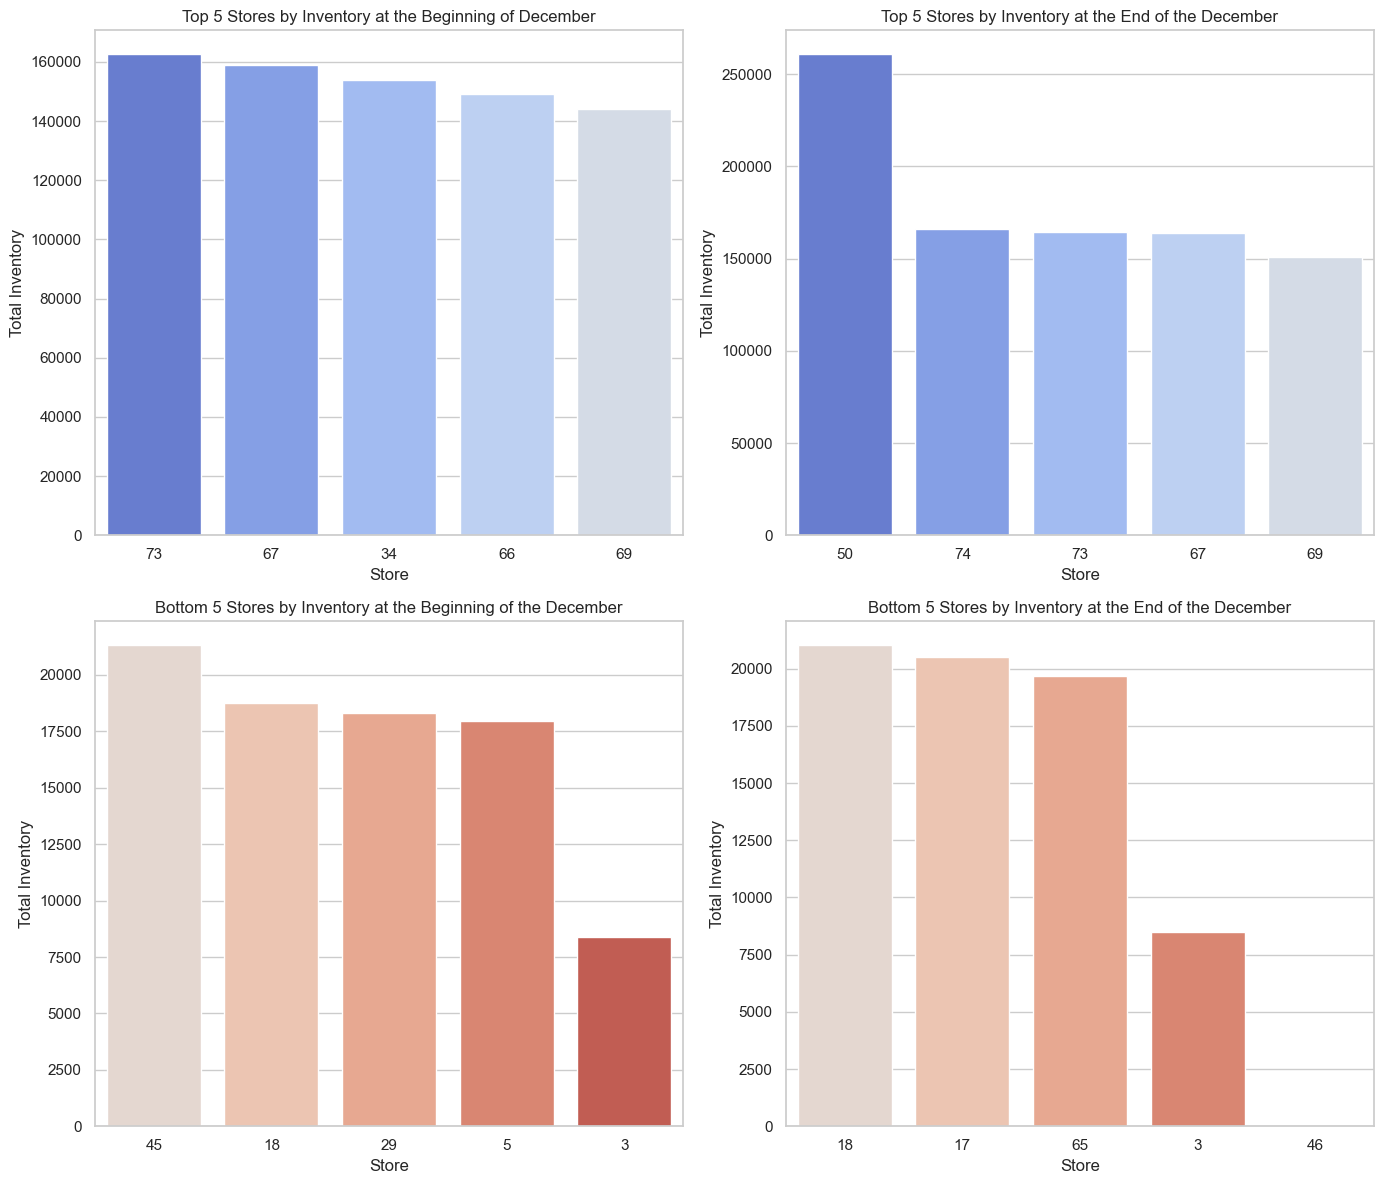 Top 5 Stores by Inventory at the Beginning of December
160000
140000
120000
100000
80000
60000
40000
20000
0
Total Inventory
73 67 34 66 69
Store
Top 5 Stores by Inventory at the End of the December
250000
200000
150000
100000
50000
0
Total Inventory
50 74 73 67 69
Store
Bottom 5 Stores by Inventory at the Beginning of the December
20000
17500
15000
12500
10000
7500
5000
2500
0
Total Inventory
45 18 29 5 3
Store
Bottom 5 Stores by Inventory at the End of the December
20000
17500
15000
12500
10000
7500
5000
2500
0
Total Inventory
18 17 65 3 46
Store